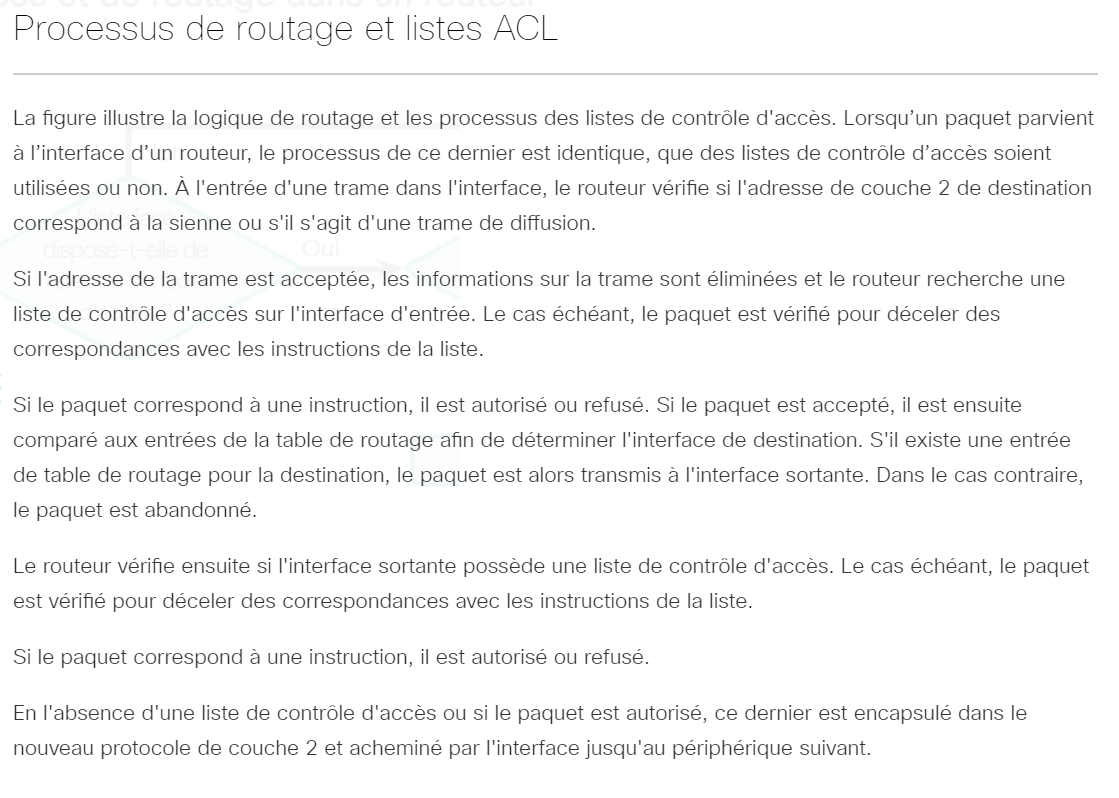 Processus de routage et listes ACL
La figure illustre la logique de routage et les processus des listes de contrôle d'accès. Lorsqu’un paquet parvient
à l’interface d’un routeur, le processus de ce dernier est identique, que des listes de contrôle d’accès soient
utilisées ou non. À l'entrée d'une trame dans l'interface, le routeur vérifie si l'adresse de couche 2 de destination
correspond à la sienne ou s'il s'agit d'une trame de diffusion.
dispose-t-elle de
Oui
Si l'adresse de la trame est acceptée, les informations sur la trame sont éliminées et le routeur recherche une
liste de contrôle d'accès sur l'interface d'entrée. Le cas échéant, le paquet est vérifié pour déceler des
correspondances avec les instructions de la liste.
Si le paquet correspond à une instruction, il est autorisé ou refusé. Si le paquet est accepté, il est ensuite
comparé aux entrées de la table de routage afin de déterminer l'interface de destination. S'il existe une entrée
de table de routage pour la destination, le paquet est alors transmis à l'interface sortante. Dans le cas contraire,
le paquet est abandonné.
Le routeur vérifie ensuite si l'interface sortante possède une liste de contrôle d'accès. Le cas échéant, le paquet
est vérifié pour déceler des correspondances avec les instructions de la liste.
Si le paquet correspond à une instruction, il est autorisé ou refusé.
En l'absence d'une liste de contrôle d'accès ou si le paquet est autorisé, ce dernier est encapsulé dans le
nouveau protocole de couche 2 et acheminé par l'interface jusqu'au périphérique suivant.